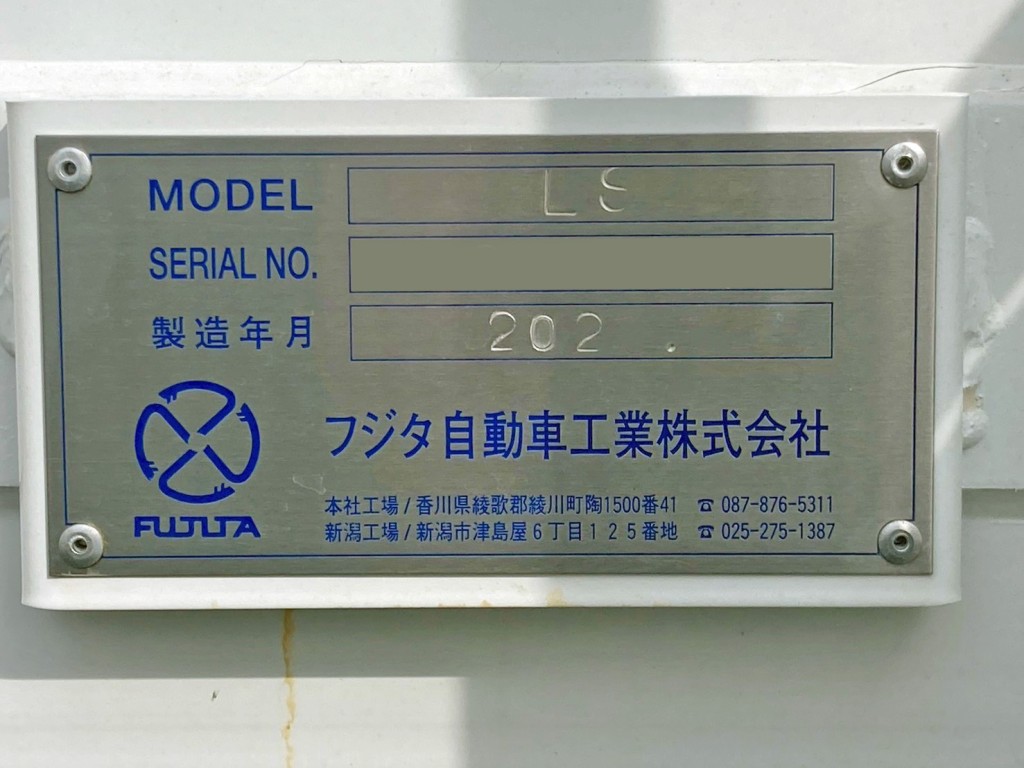 MODEL LS
SERIAL NO.
製造年月 202 .
フジタ自動車工業株式会社
FUJITA
本社工場/香川県綾歌郡綾川町陶1500番41 ☎ 087-876-5311
新潟工場/新潟市津島屋6丁目125番地 ☎ 025-275-1387